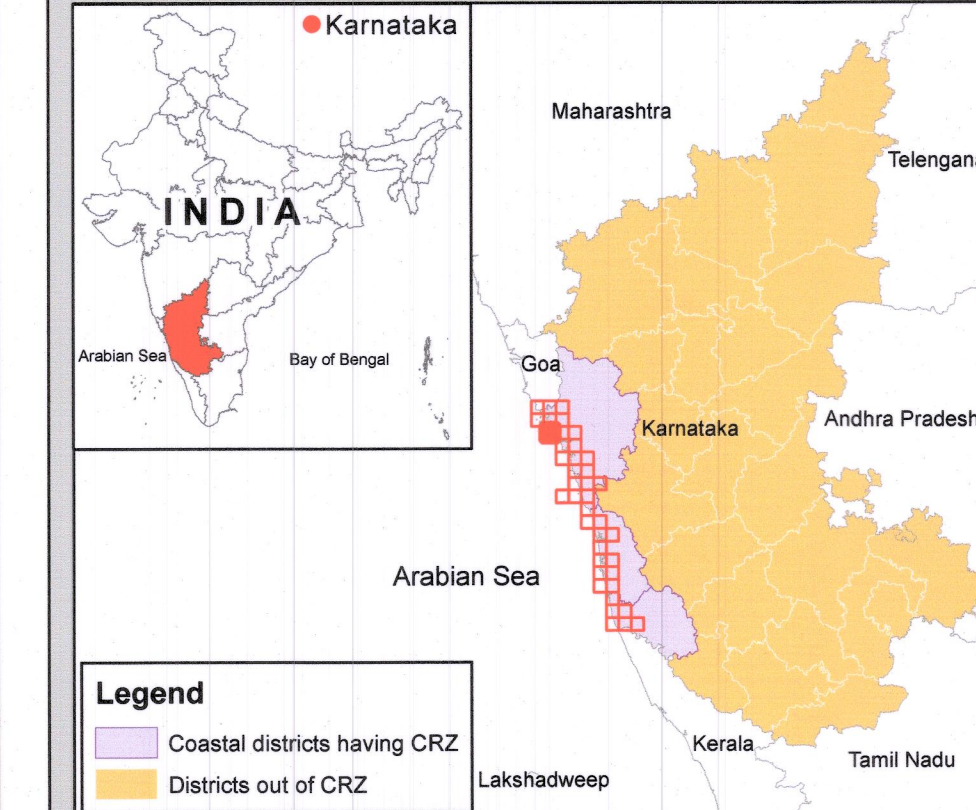 Karnataka
INDIA
Arabian Sea
Bay of Bengal
Maharashtra
Telengan
Goa
Karnataka
Andhra Pradesh
Arabian Sea
Kerala
Tamil Nadu
Lakshadweep
Legend
Coastal districts having CRZ
Districts out of CRZ